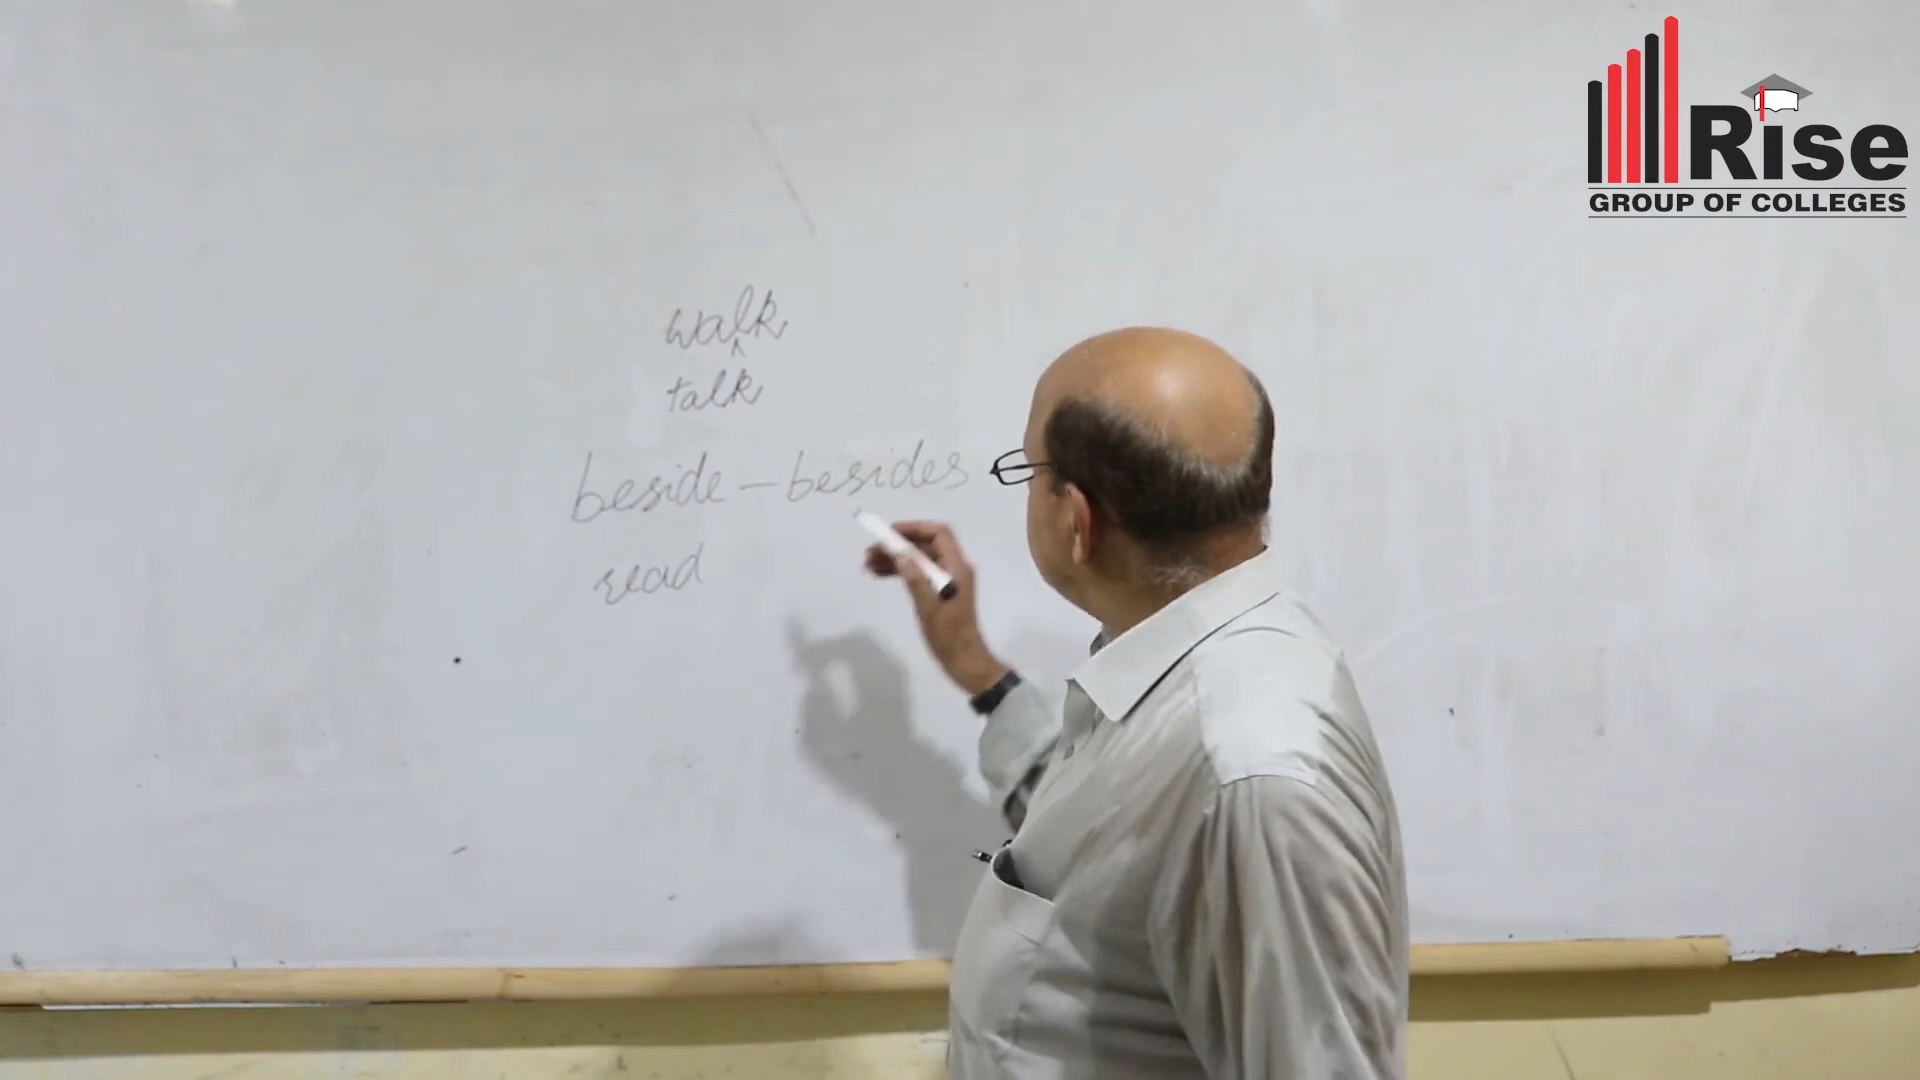 Rise
GROUP OF COLLEGES
walk
^
talk
beside - besides
read